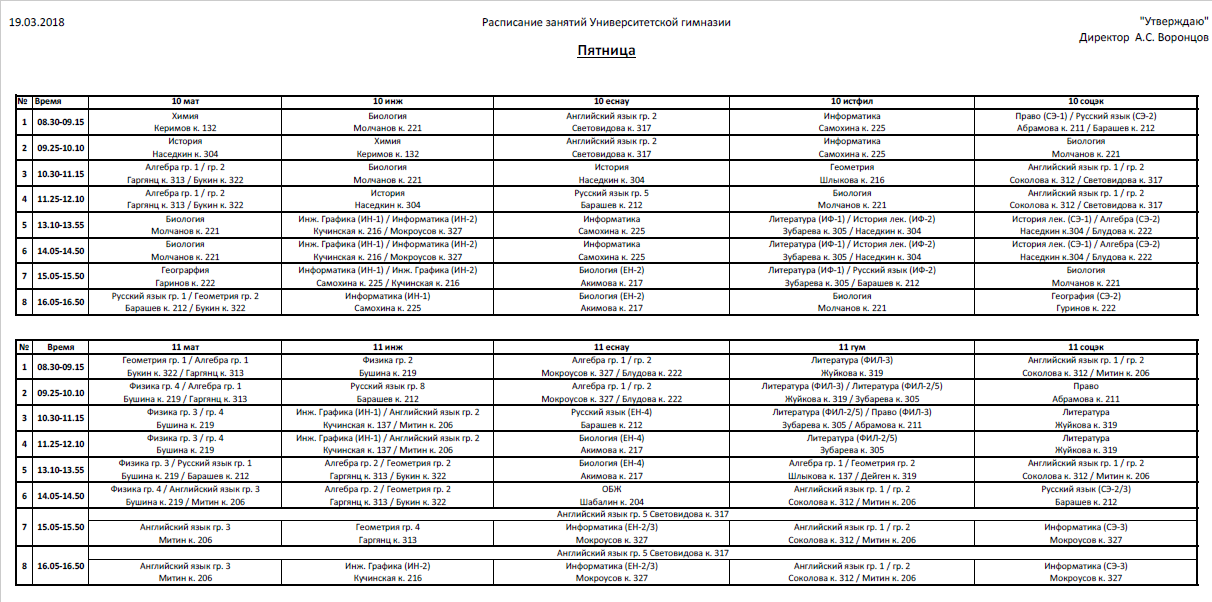 19.03.2018 Расписание занятий Университетской гимназии "Утверждаю"
Директор А.С. Воронцов
Пятница
№ Время 10 мат 10 инж 10 еснау 10 истфил 10 соцэк
1 08.30-09.15 Химия Биология Английский язык гр. 2 Информатика Право (СЭ-1) / Русский язык (СЭ-2)
Керимов к. 132 Молчанов к. 221 Световидова к. 317 Самохина к. 225 Абрамова к. 211 / Барашев к. 212
2 09.25-10.10 История Химия Английский язык гр. 2 Информатика Биология
Наседкин к. 304 Керимов к. 132 Световидова к. 317 Самохина к. 225 Молчанов к. 221
3 10.30-11.15 Алгебра гр. 1 / гр. 2 Биология История Геометрия Английский язык гр. 1 / гр. 2
Гаргянц к. 313 / Букин к. 322 Молчанов к. 221 Наседкин к. 304 Шлыкова к. 216 Соколова к. 312 / Световидова к. 317
4 11.25-12.10 Алгебра гр. 1 / гр. 2 История Русский язык гр. 5 Биология Английский язык гр. 1 / гр. 2
Гаргянц к. 313 / Букин к. 322 Наседкин к. 304 Барашев к. 212 Молчанов к. 221 Соколова к. 312 / Световидова к. 317
5 13.10-13.55 Биология Инж. Графика (ИН-1) / Информатика (ИН-2) Информатика Литература (ИФ-1) / История лек. (ИФ-2) История лек. (СЭ-1) / Алгебра (СЭ-2)
Молчанов к. 221 Кучинская к. 216 / Мокроусов к. 327 Самохина к. 225 Зубарева к. 305 / Наседкин к. 304 Наседкин к.304 / Блудова к. 222
6 14.05-14.50 Биология Инж. Графика (ИН-1) / Информатика (ИН-2) Информатика Литература (ИФ-1) / История лек. (ИФ-2) История лек. (СЭ-1) / Алгебра (СЭ-2)
Молчанов к. 221 Кучинская к. 216 / Мокроусов к. 327 Самохина к. 225 Зубарева к. 305 / Наседкин к. 304 Наседкин к.304 / Блудова к. 222
7 15.05-15.50 Геограрфия Информатика (ИН-1) / Инж. Графика (ИН-2) Биология (ЕН-2) Литература (ИФ-1) / Русский язык (ИФ-2) Биология
Гаринов к. 222 Самохина к. 225 / Кучинская к. 216 Акимова к. 217 Зубарева к. 305 / Барашев к. 212 Молчанов к. 221
8 16.05-16.50 Русский язык гр. 1 / Геометрия гр. 2 Информатика (ИН-1) Биология (ЕН-2) Биология География (СЭ-2)
Барашев к. 212 / Букин к. 322 Самохина к. 225 Акимова к. 217 Молчанов к. 221 Гуринов к. 222
№ Время 11 мат 11 инж 11 еснау 11 гум 11 соцэк
1 08.30-09.15 Геометрия гр. 1 / Алгебра гр. 1 Физика гр. 2 Алгебра гр. 1 / гр. 2 Литература (ФИЛ-3) Английский язык гр. 1 / гр. 2
Букин к. 322 / Гаргянц к. 313 Бушина к. 219 Мокроусов к. 327 / Блудова к. 222 Жуйкова к. 319 Соколова к. 312 / Митин к. 206
2 09.25-10.10 Физика гр. 4 / Алгебра гр. 1 Русский язык гр. 8 Алгебра гр. 1 / гр. 2 Литература (ФИЛ-3) / Литература (ФИЛ-2/5) Право
Бушина к. 219 / Гаргянц к. 313 Барашев к. 212 Мокроусов к. 327 / Блудова к. 222 Жуйкова к. 319 / Зубарева к. 305 Абрамова к. 211
3 10.30-11.15 Физика гр. 3 / гр. 4 Инж. Графика (ИН-1) / Английский язык гр. 2 Русский язык (ЕН-4) Литература (ФИЛ-2/5) / Право (ФИЛ-3) Литература
Бушина к. 219 Кучинская к. 137 / Митин к. 206 Барашев к. 212 Зубарева к. 305 / Абрамова к. 211 Жуйкова к. 319
4 11.25-12.10 Физика гр. 3 / гр. 4 Инж. Графика (ИН-1) / Английский язык гр. 2 Биология (ЕН-4) Литература (ФИЛ-2/5) Литература
Бушина к. 219 Кучинская к. 137 / Митин к. 206 Акимова к. 217 Зубарева к. 305 Жуйкова к. 319
5 13.10-13.55 Физика гр. 3 / Русский язык гр. 1 Алгебра гр. 2 / Геометрия гр. 2 Биология (ЕН-4) Алгебра гр. 1 / Геометрия гр. 2 Английский язык гр. 1 / гр. 2
Бушина к. 219 / Барашев к. 212 Гаргянц к. 313 / Букин к. 322 Акимова к. 217 Шлыкова к. 137 / Дейген к. 319 Соколова к. 312 / Митин к. 206
6 14.05-14.50 Физика гр. 4 / Английский язык гр. 3 Алгебра гр. 2 / Геометрия гр. 2 ОБЖ Английский язык гр. 1 / гр. 2 Русский язык (СЭ-2/3)
Бушина к. 219 / Митин к. 206 Гаргянц к. 313 / Букин к. 322 Шабалин к. 204 Соколова к. 312 / Митин к. 206 Барашев к. 212
Английский язык гр. 5 Световидова к. 317
7 15.05-15.50 Английский язык гр. 3 Геометрия гр. 4 Информатика (ЕН-2/3) Английский язык гр. 1 / гр. 2 Информатика (СЭ-3)
Митин к. 206 Гаргянц к. 313 Мокроусов к. 327 Соколова к. 312 / Митин к. 206 Мокроусов к. 327
Английский язык гр. 5 Световидова к. 317
8 16.05-16.50 Английский язык гр. 3 Инж. Графика (ИН-2) Информатика (ЕН-2/3) Английский язык гр. 1 / гр. 2 Информатика (СЭ-3)
Митин к. 206 Кучинская к. 216 Мокроусов к. 327 Соколова к. 312 / Митин к. 206 Мокроусов к. 327